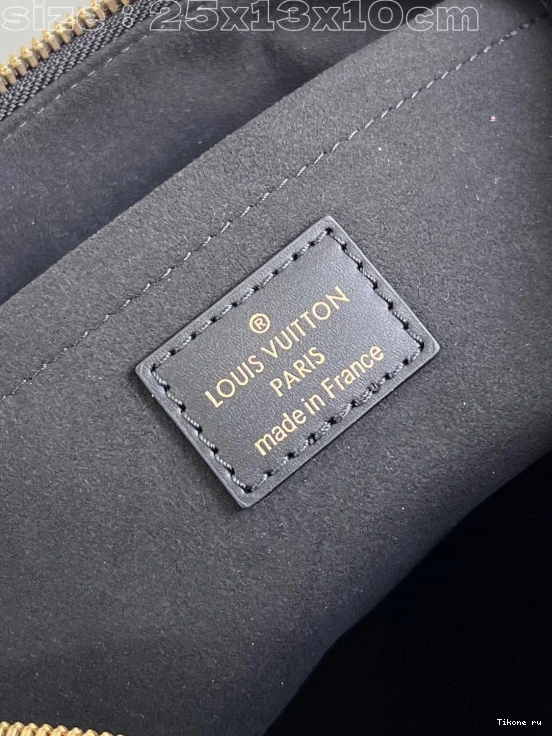 size : 25x13x10cm
®
LOUIS VUITTON
PARIS
made in France
Tikone ru